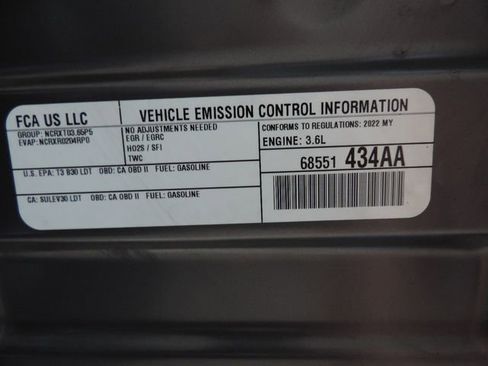 FCA US LLC
GROUP: NCRXT03.65P5
EVAP: NCRXR0204RP0
VEHICLE EMISSION CONTROL INFORMATION
NO ADJUSTMENTS NEEDED
EGR / EGRC
HO2S / SFI
TWC
CONFORMS TO REGULATIONS: 2022 MY
ENGINE: 3.6L
68551 434AA
U.S. EPA: T3 B30 LDT OBD: CA OBD II FUEL: GASOLINE
CA: SULEV30 LDT OBD: CA OBD II FUEL: GASOLINE